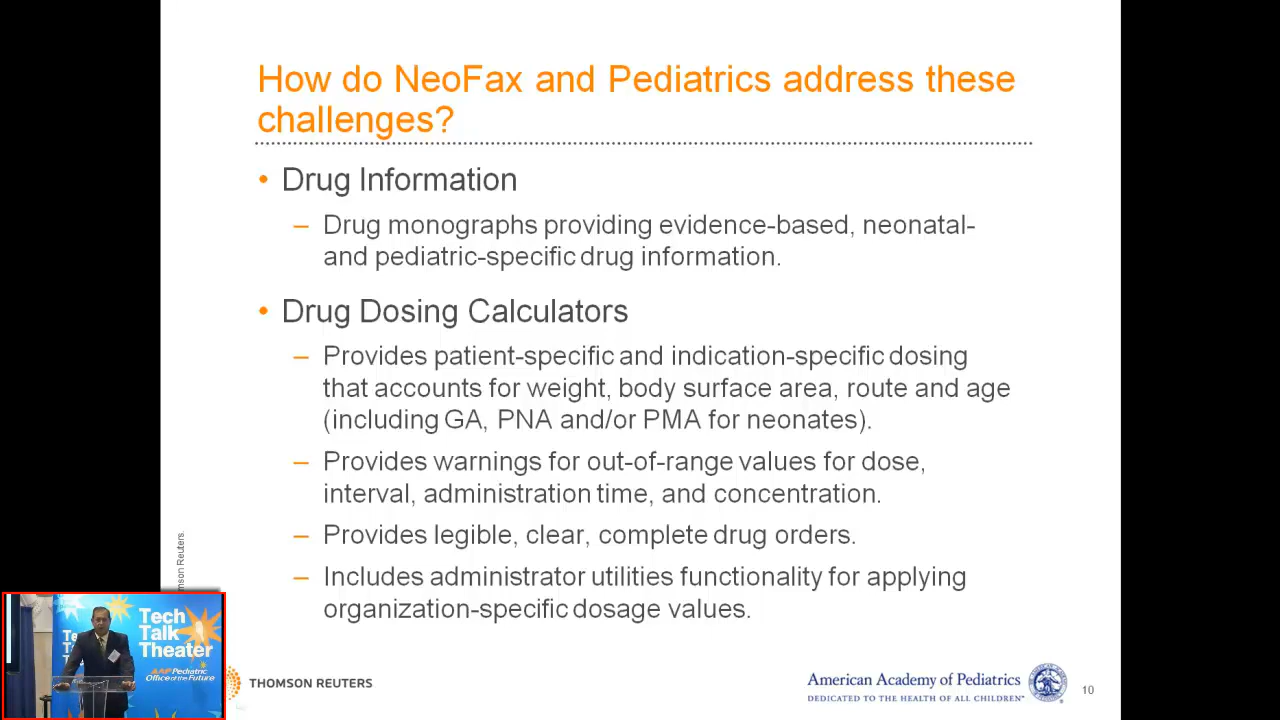 How do NeoFax and Pediatrics address these
challenges?
• Drug Information
– Drug monographs providing evidence-based, neonatal-
and pediatric-specific drug information.
• Drug Dosing Calculators
– Provides patient-specific and indication-specific dosing
that accounts for weight, body surface area, route and age
(including GA, PNA and/or PMA for neonates).
– Provides warnings for out-of-range values for dose,
interval, administration time, and concentration.
– Provides legible, clear, complete drug orders.
– Includes administrator utilities functionality for applying
organization-specific dosage values.
mson Reuters.
Tech
Talk
Theater
AAP Pediatric
Office of the Future
THOMSON REUTERS
American Academy of Pediatrics
DEDICATED TO THE HEALTH OF ALL CHILDREN™
10